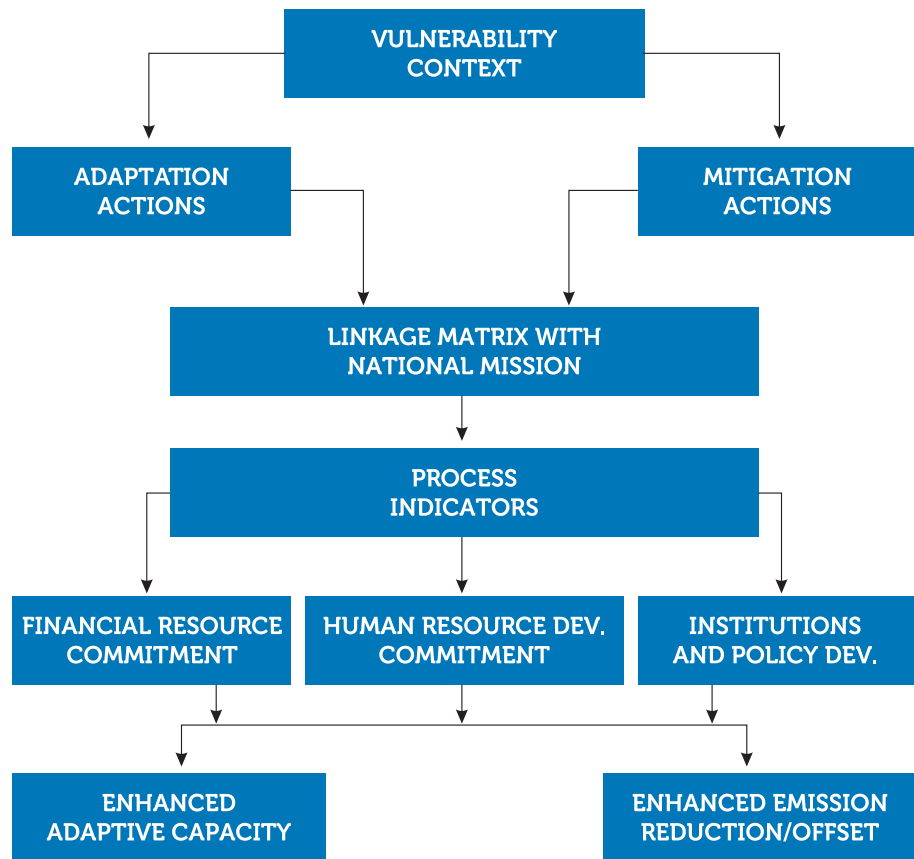 VULNERABILITY
CONTEXT
ADAPTATION
ACTIONS
MITIGATION
ACTIONS
LINKAGE MATRIX WITH
NATIONAL MISSION
PROCESS
INDICATORS
FINANCIAL RESOURCE
COMMITMENT
HUMAN RESOURCE DEV.
COMMITMENT
INSTITUTIONS
AND POLICY DEV.
ENHANCED
ADAPTIVE CAPACITY
ENHANCED EMISSION
REDUCTION/OFFSET